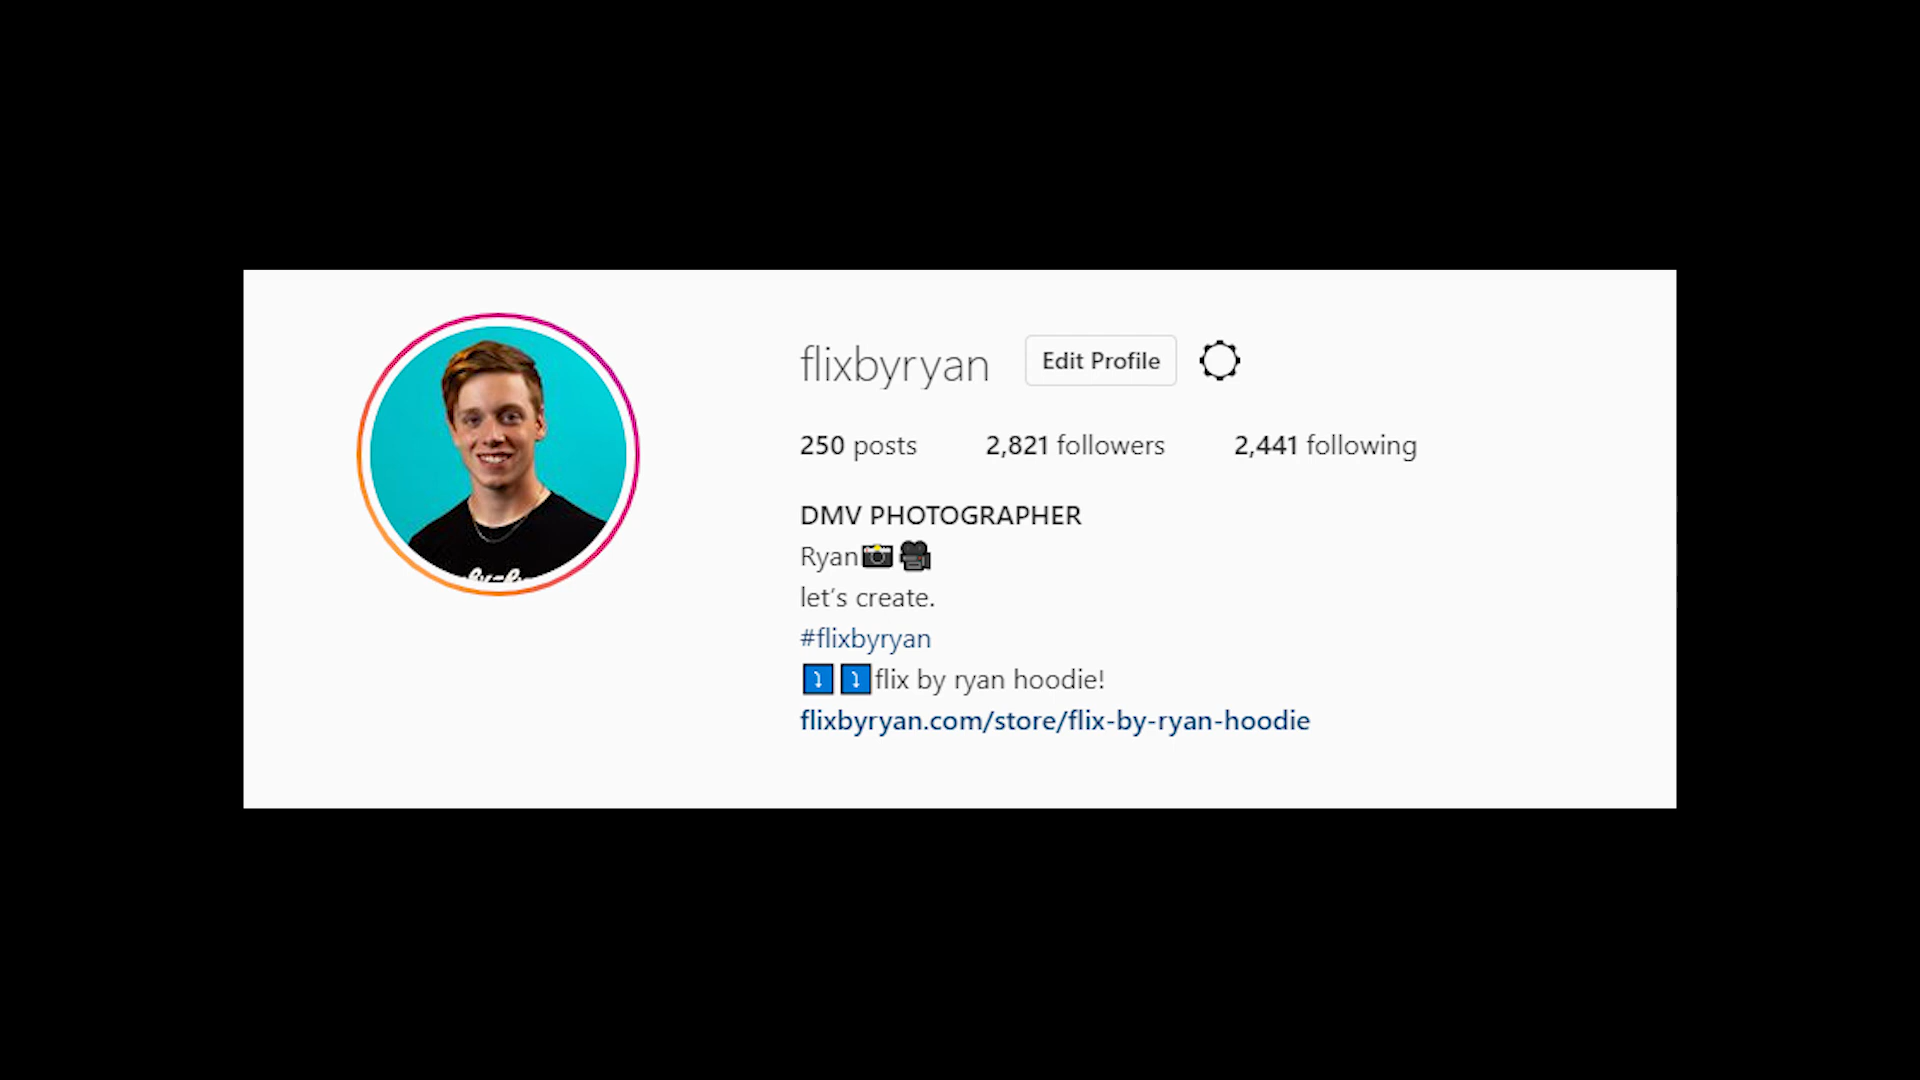 flixbyryan Edit Profile
250 posts 2,821 followers 2,441 following
DMV PHOTOGRAPHER
Ryan📸🎥
let's create.
#flixbyryan
⤵️⤵️flix by ryan hoodie!
flixbyryan.com/store/flix-by-ryan-hoodie